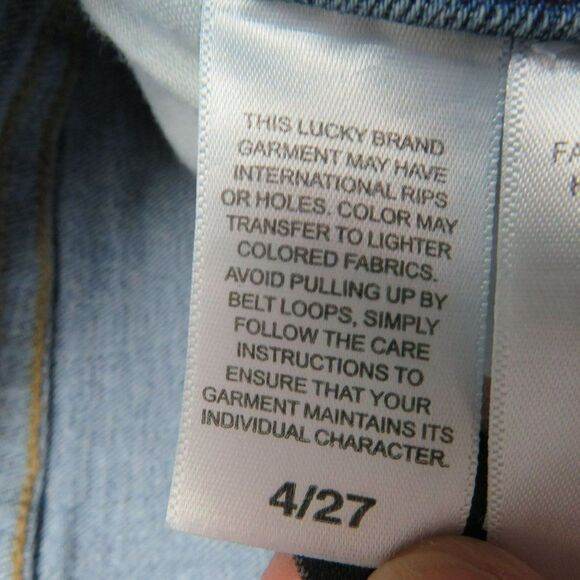 THIS LUCKY BRAND
GARMENT MAY HAVE
INTERNATIONAL RIPS
OR HOLES. COLOR MAY
TRANSFER TO LIGHTER
COLORED FABRICS.
AVOID PULLING UP BY
BELT LOOPS, SIMPLY
FOLLOW THE CARE
INSTRUCTIONS TO
ENSURE THAT YOUR
GARMENT MAINTAINS ITS
INDIVIDUAL CHARACTER.
4/27
FA